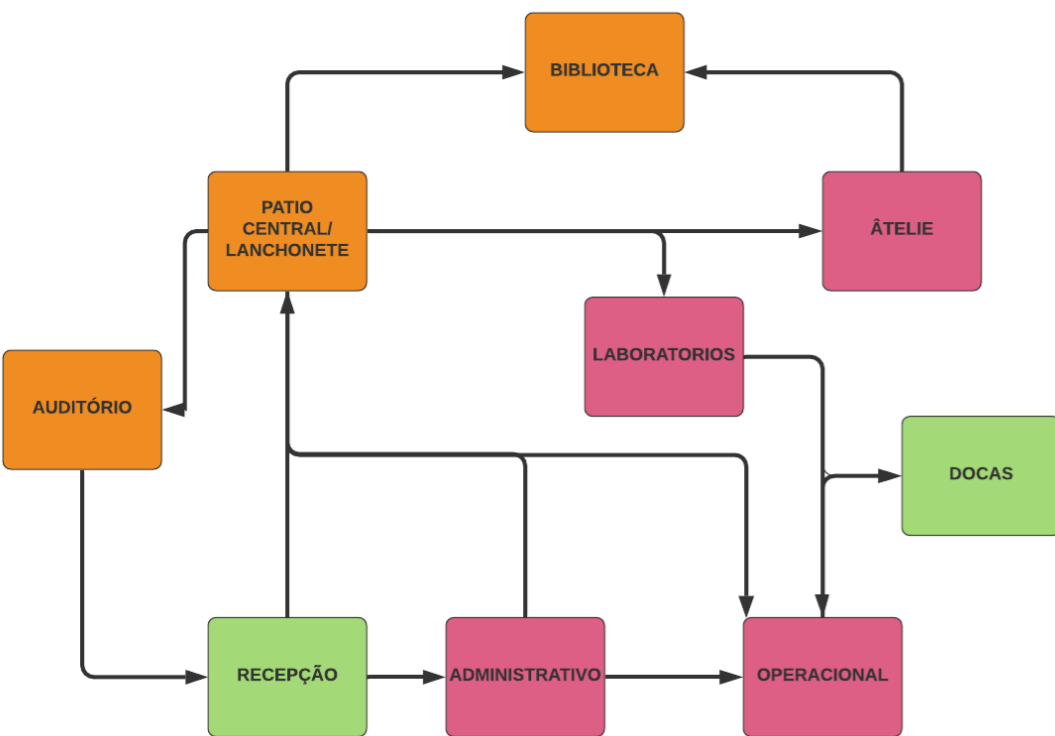 BIBLIOTECA
PATIO
CENTRAL/
LANCHONETE
ÂTELIE
LABORATORIOS
AUDITÓRIO
DOCAS
RECEPÇÃO
ADMINISTRATIVO
OPERACIONAL